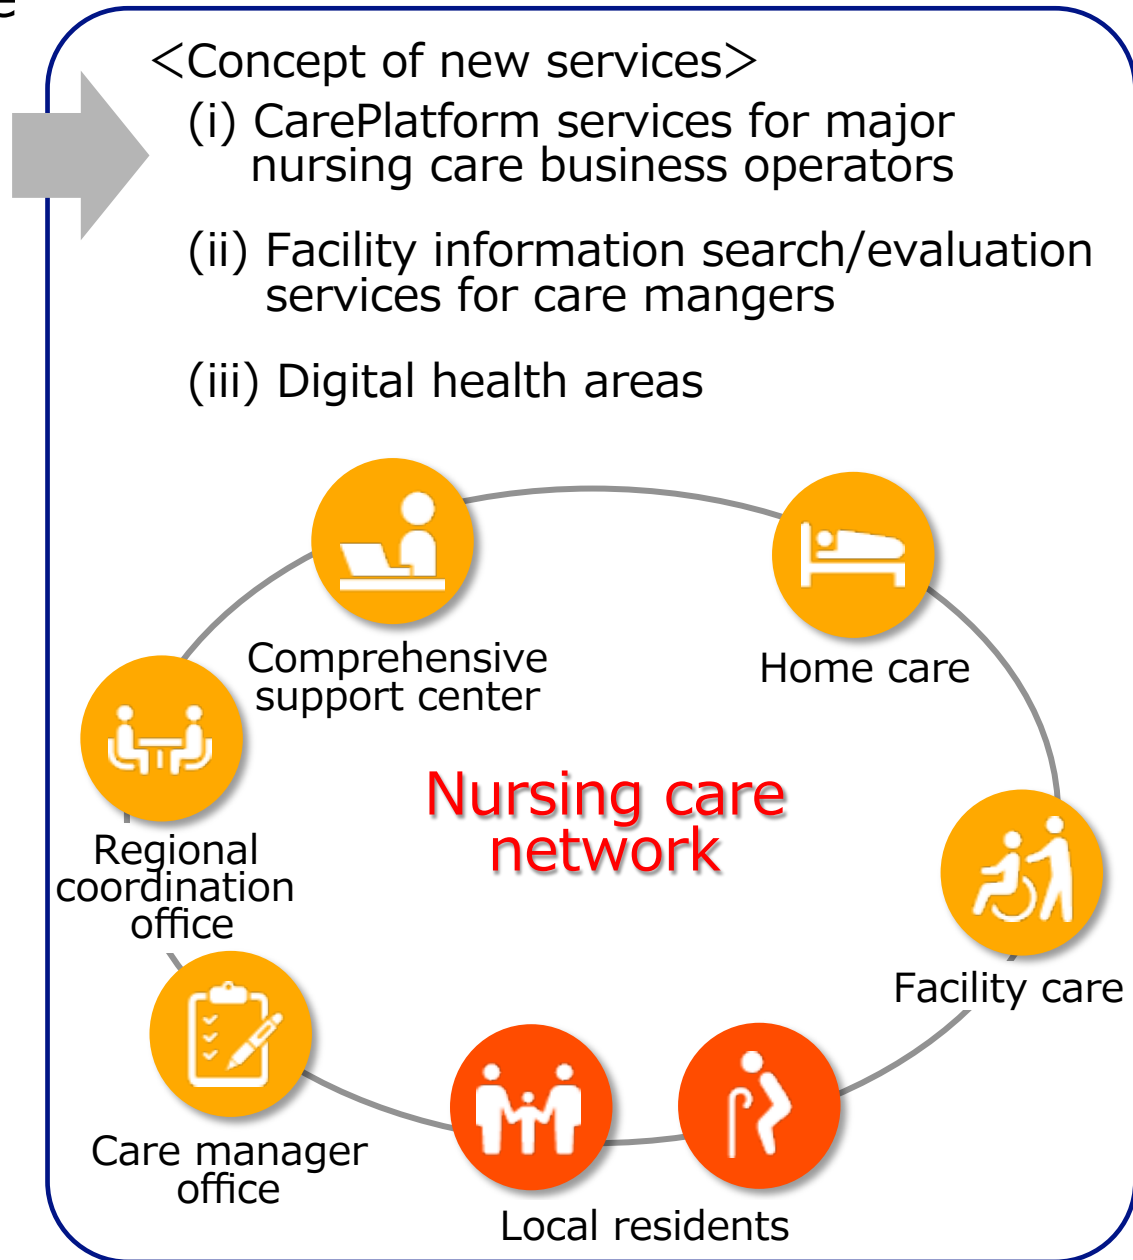 <Concept of new services>
(i) CarePlatform services for major
nursing care business operators
(ii) Facility information search/evaluation
services for care mangers
(iii) Digital health areas
Comprehensive
support center
Home care
Nursing care
network
Regional
coordination
office
Facility care
Care manager
office
Local residents